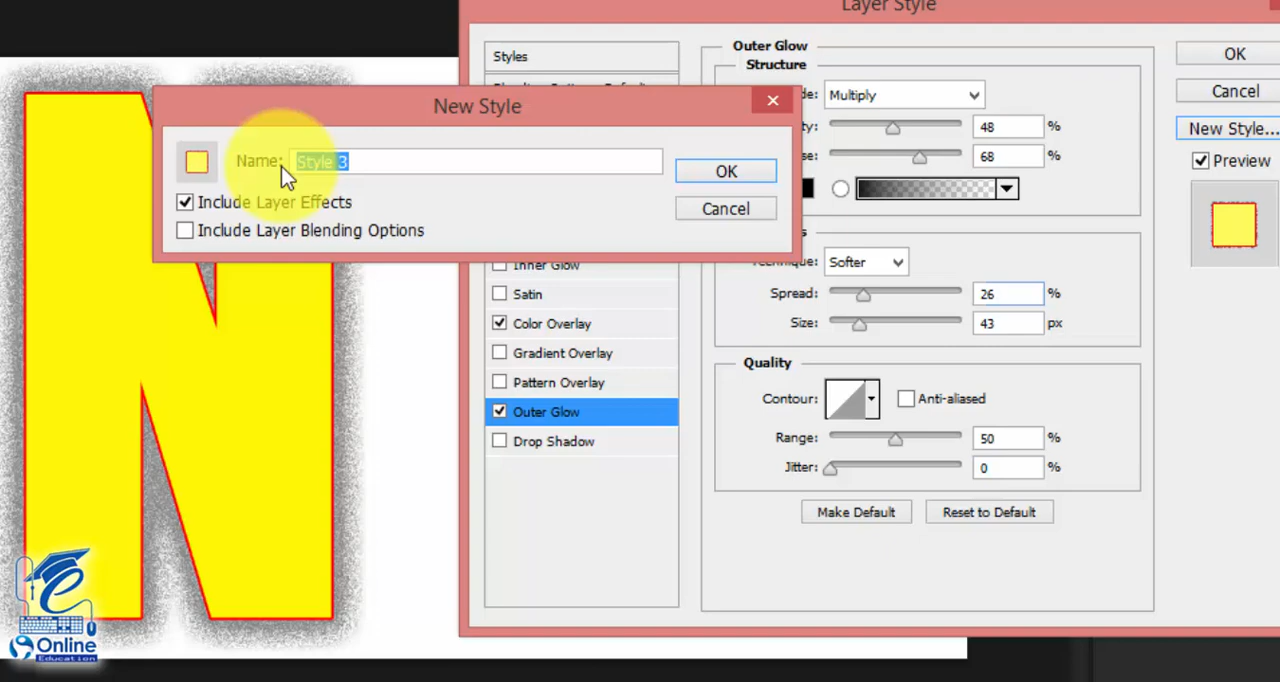 Layer Style
Styles
Outer Glow
Structure
OK
Multiply
Cancel
48 %
New Style...
New Style
68 %
Preview
Name: Style 3
OK
Include Layer Effects
Cancel
Include Layer Blending Options
Softer
Inner Glow
Satin
Spread: 26 %
Color Overlay
Size: 43 px
Gradient Overlay
Quality
Pattern Overlay
Contour: Anti-aliased
Outer Glow
Range: 50 %
Drop Shadow
Jitter: 0 %
Make Default Reset to Default
N
e
Online
Education